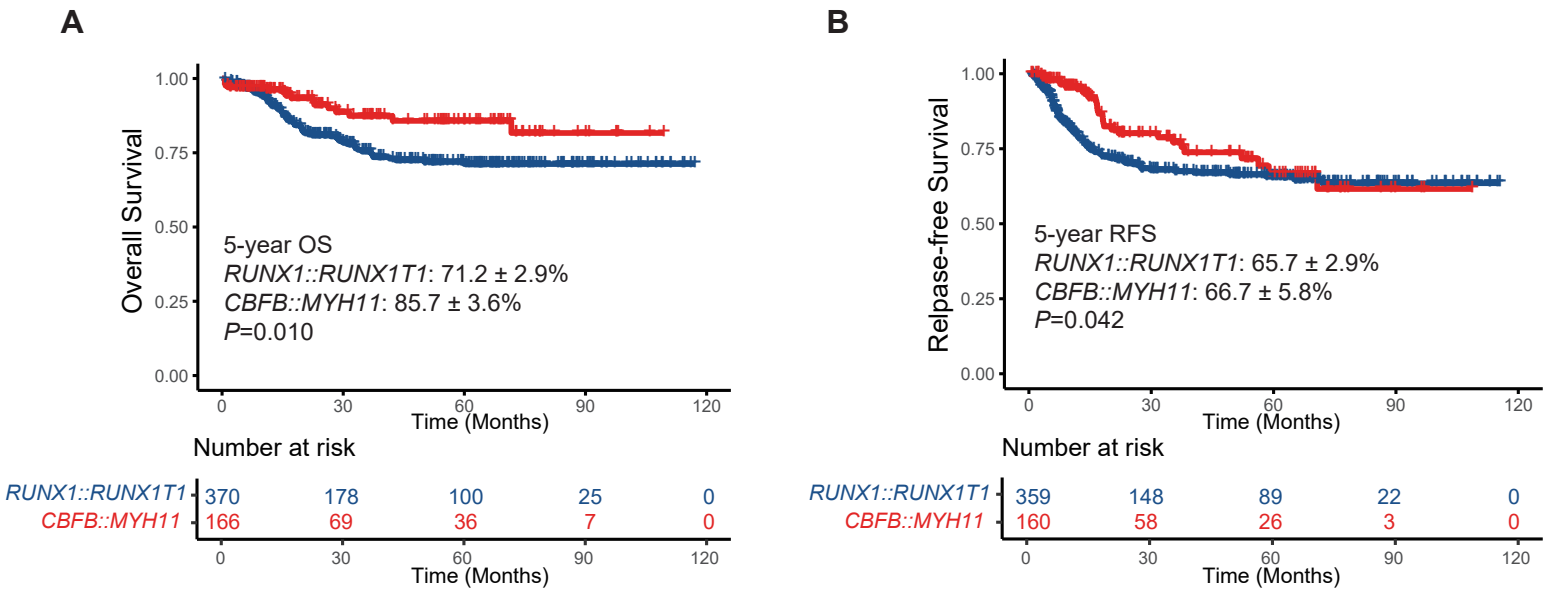 A
Overall Survival
1.00
0.75
0.50
0.25
0.00
5-year OS
RUNX1::RUNX1T1: 71.2 ± 2.9%
CBFB::MYH11: 85.7 ± 3.6%
P=0.010
0 30 60 90 120
Time (Months)
Number at risk
RUNX1::RUNX1T1 370 178 100 25 0
CBFB::MYH11 166 69 36 7 0
0 30 60 90 120
Time (Months)
B
Relpase-free Survival
1.00
0.75
0.50
0.25
0.00
5-year RFS
RUNX1::RUNX1T1: 65.7 ± 2.9%
CBFB::MYH11: 66.7 ± 5.8%
P=0.042
0 30 60 90 120
Time (Months)
Number at risk
RUNX1::RUNX1T1 359 148 89 22 0
CBFB::MYH11 160 58 26 3 0
0 30 60 90 120
Time (Months)